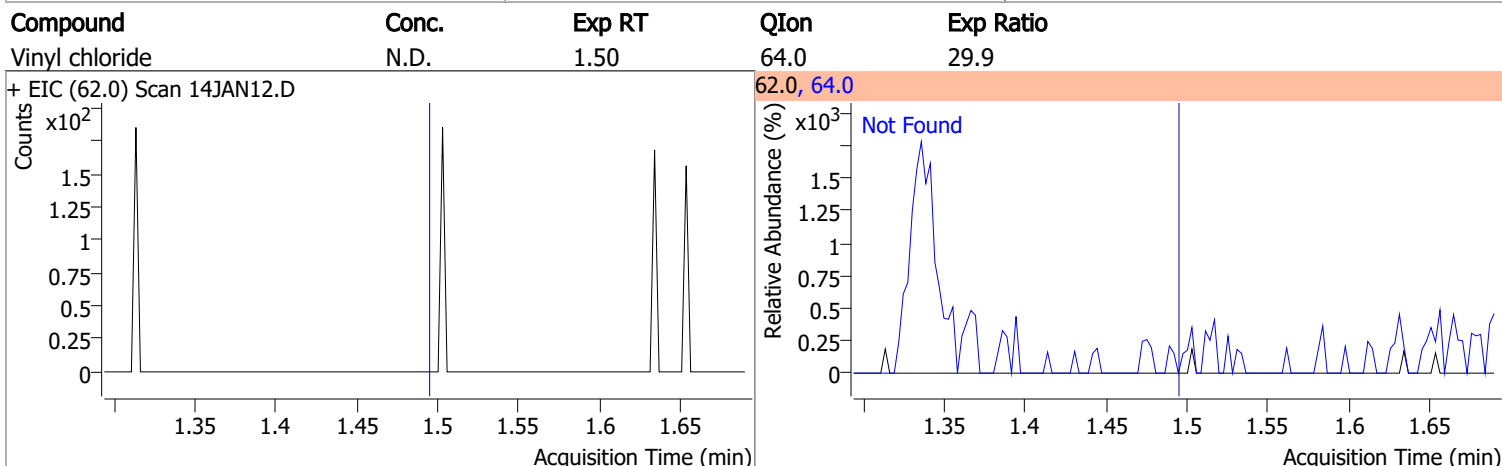 Compound Conc. Exp RT QIon Exp Ratio
Vinyl chloride N.D. 1.50 64.0 29.9
+ EIC (62.0) Scan 14JAN12.D
Counts
x10²
1.5
1.25
1
0.75
0.5
0.25
0
1.35 1.4 1.45 1.5 1.55 1.6 1.65
Acquisition Time (min)
62.0, 64.0
Relative Abundance (%)
x10³
Not Found
1.5
1.25
1
0.75
0.5
0.25
0
1.35 1.4 1.45 1.5 1.55 1.6 1.65
Acquisition Time (min)